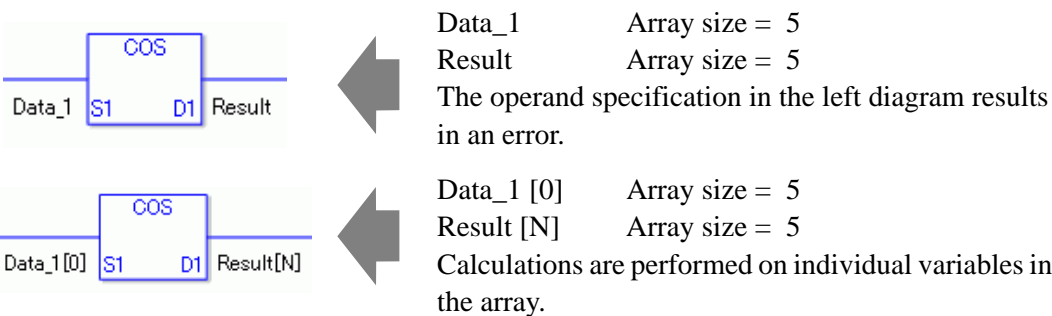 COS
Data_1 S1 D1 Result
Data_1 Array size = 5
Result Array size = 5
The operand specification in the left diagram results
in an error.
COS
Data_1[0] S1 D1 Result[N]
Data_1 [0] Array size = 5
Result [N] Array size = 5
Calculations are performed on individual variables in
the array.